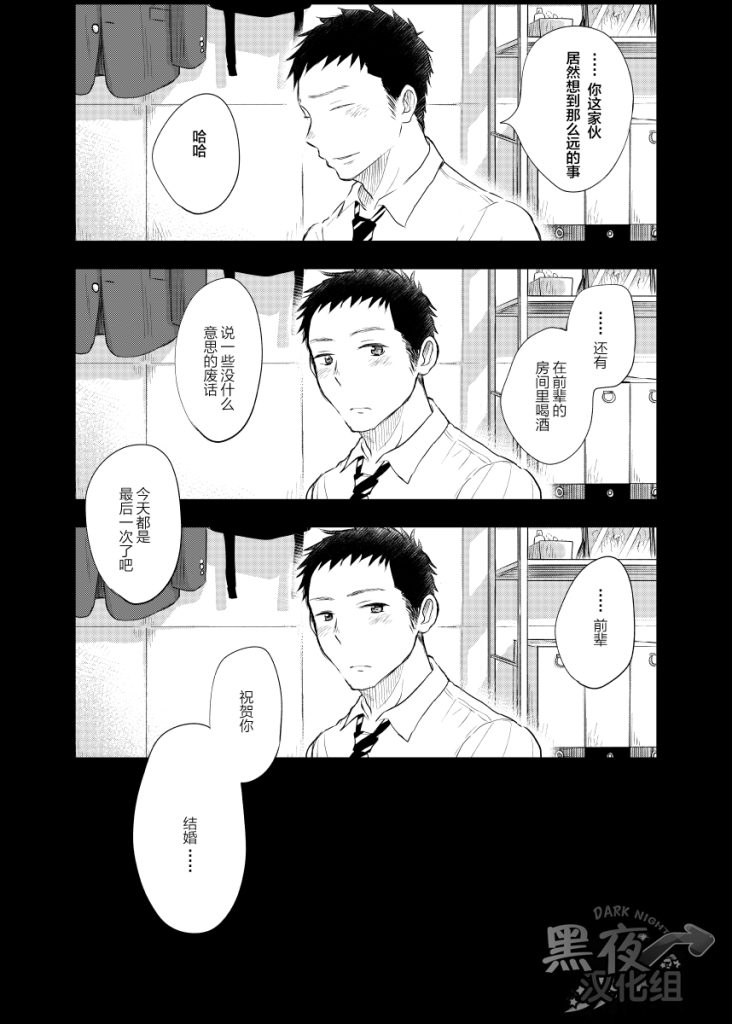 ……你这家伙
居然想到那么远的事
哈哈
……还有
在前辈的
房间里喝酒
说一些没什么
意思的废话
今天都是
最后一次了吧
……前辈
祝贺你
结婚……
DARK NIGHT
黑夜
汉化组